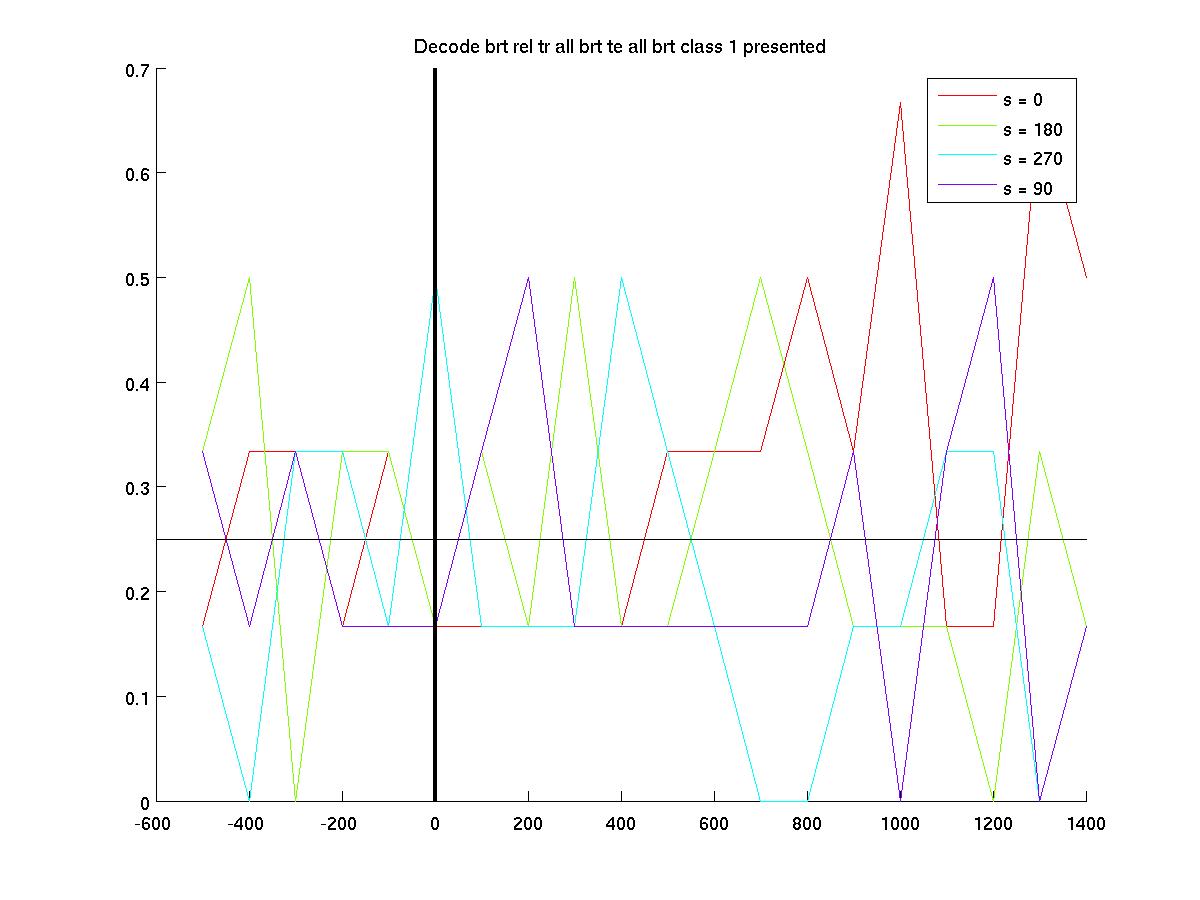 Decode brt rel tr all brt te all brt class 1 presented
0.7
0.6
0.5
0.4
0.3
0.2
0.1
0
s = 0
s = 180
s = 270
s = 90
-600 -400 -200 0 200 400 600 800 1000 1200 1400